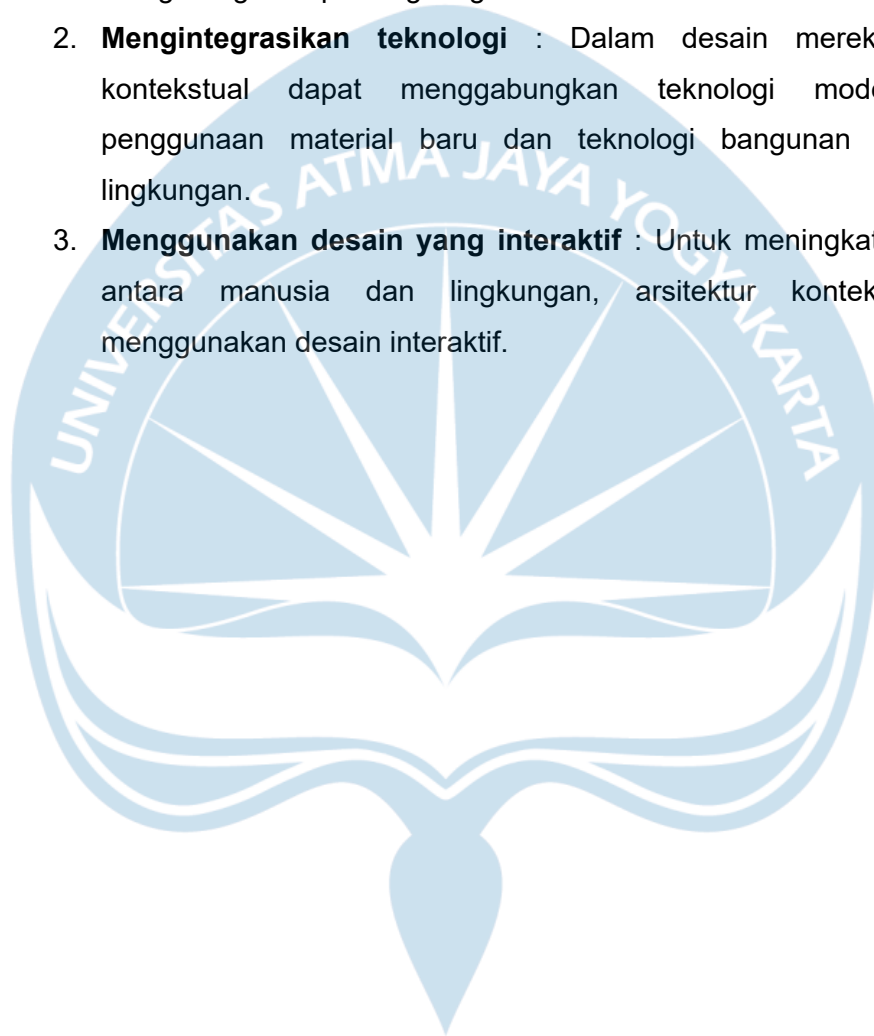 2. Mengintegrasikan teknologi : Dalam desain merek
kontekstual dapat menggabungkan teknologi mode
penggunaan material baru dan teknologi bangunan
lingkungan.
3. Menggunakan desain yang interaktif : Untuk meningkat
antara manusia dan lingkungan, arsitektur kontek
menggunakan desain interaktif.
UNIVERSITAS ATMA JAYA YOGYAKARTA